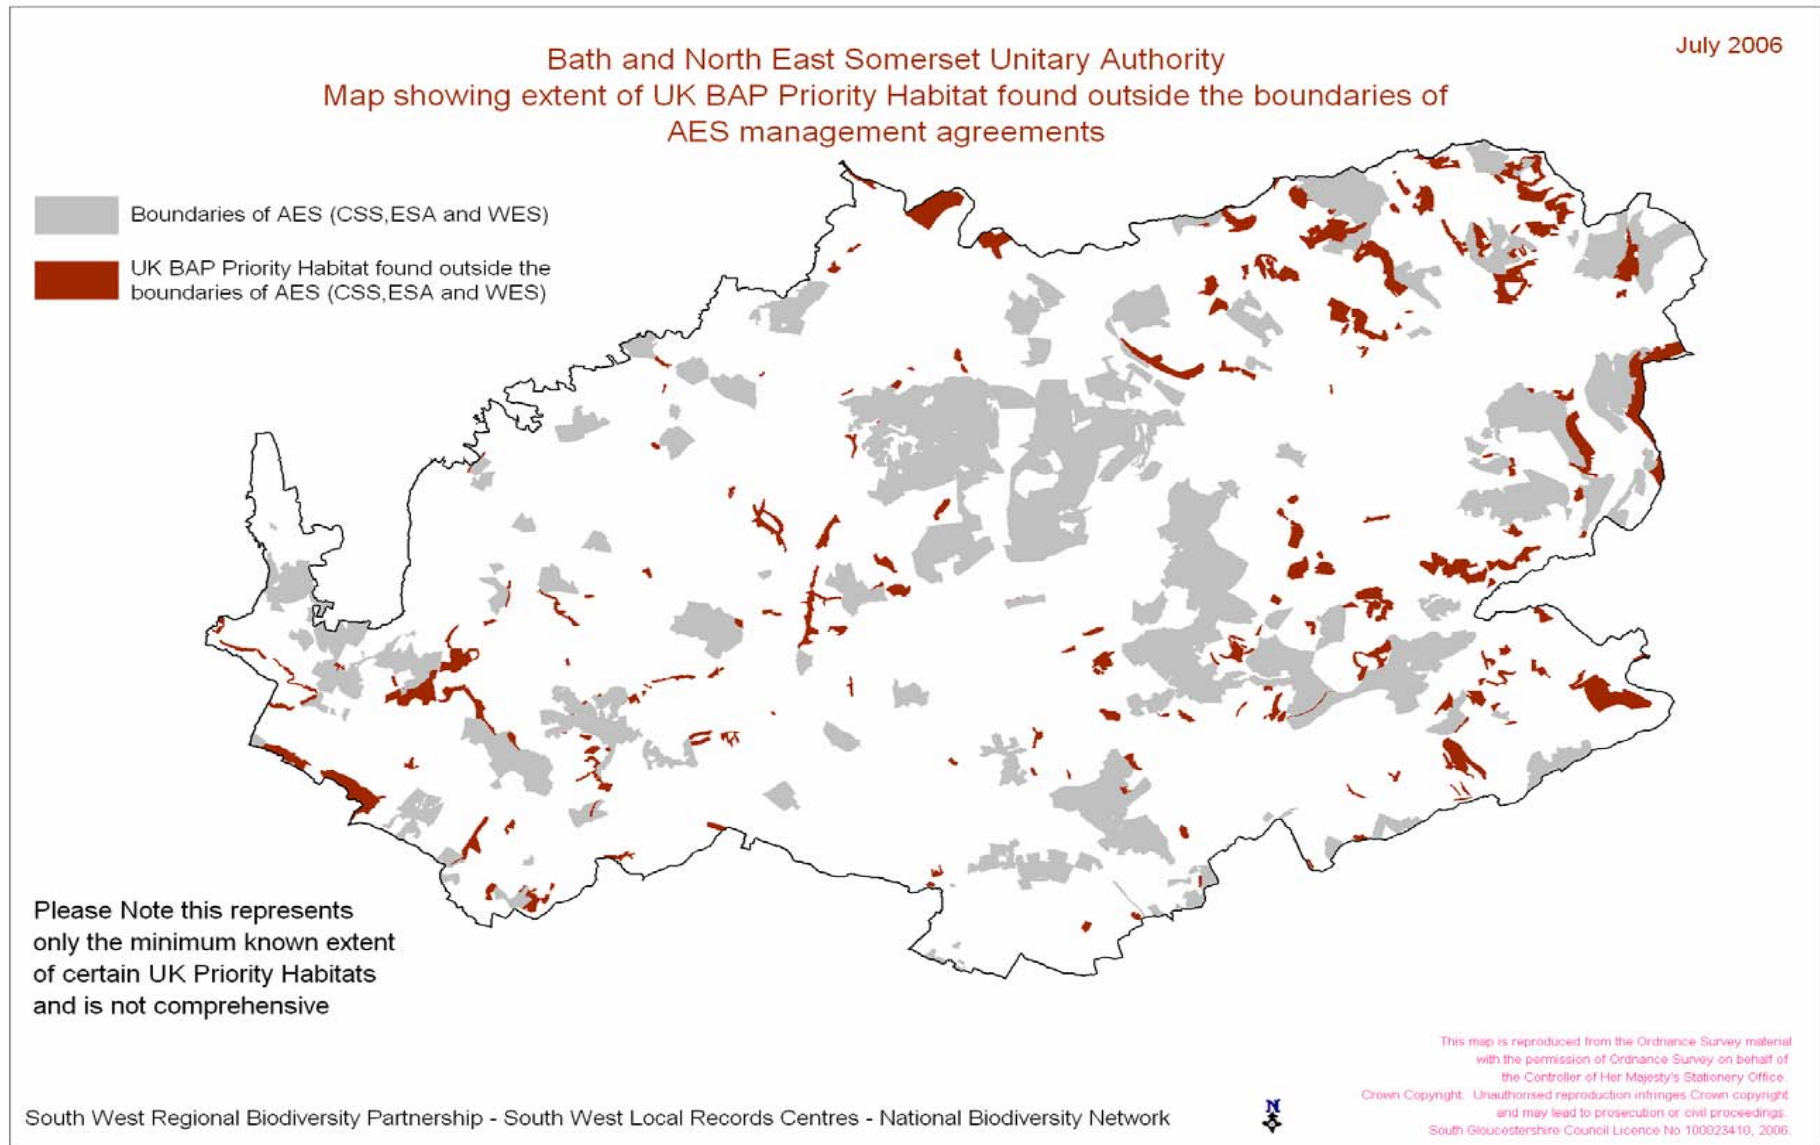 July 2006
Bath and North East Somerset Unitary Authority
Map showing extent of UK BAP Priority Habitat found outside the boundaries of
AES management agreements
Boundaries of AES (CSS,ESA and WES)
UK BAP Priority Habitat found outside the
boundaries of AES (CSS,ESA and WES)
Please Note this represents
only the minimum known extent
of certain UK Priority Habitats
and is not comprehensive
This map is reproduced from the Ordnance Survey material
with the permission of Ordnance Survey on behalf of
the Controller of Her Majesty's Stationery Office.
Crown Copyright. Unauthorised reproduction infringes Crown copyright
and may lead to prosecution or civil proceedings.
South Gloucestershire Council Licence No 100023410, 2006.
South West Regional Biodiversity Partnership - South West Local Records Centres - National Biodiversity Network
N